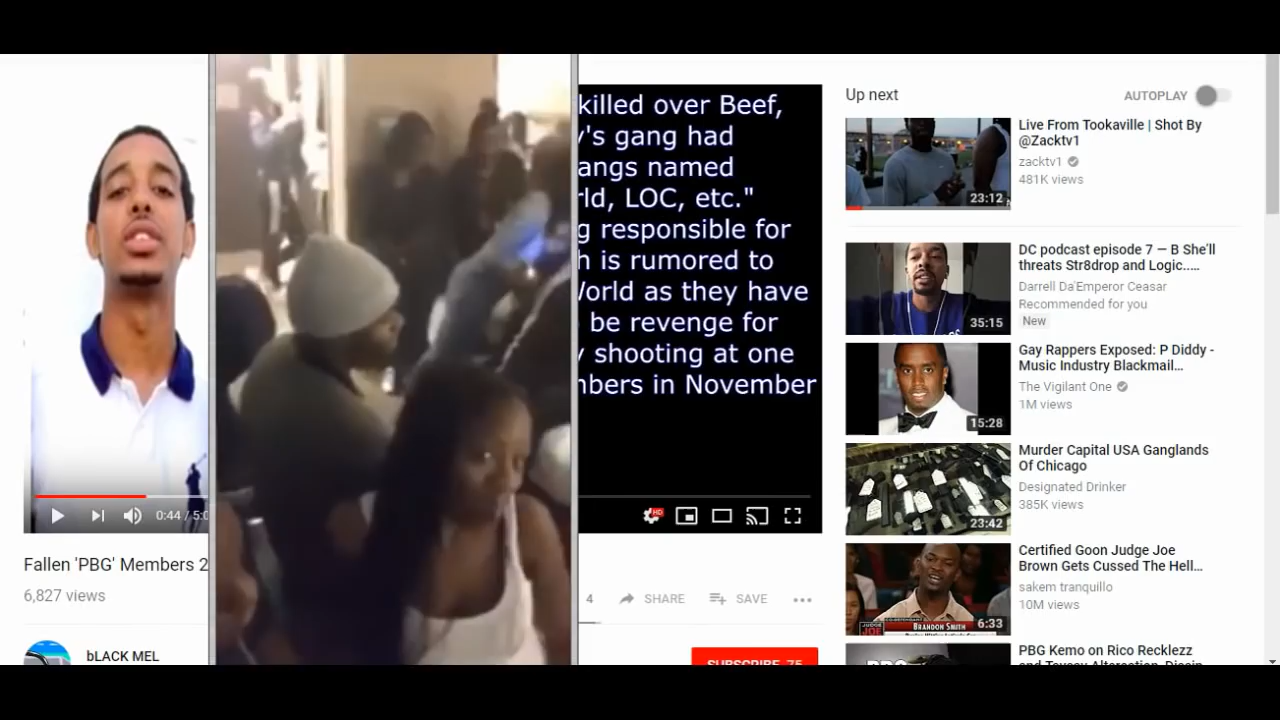 killed over Beef,
y's gang had
angs named
rld, LOC, etc."
g responsible for
h is rumored to
World as they have
be revenge for
y shooting at one
nbers in November
0:44 / 5:0
Fallen 'PBG' Members 2
6,827 views
4 SHARE SAVE
bLACK MEL
SUBSCRIBE 75
Up next
AUTOPLAY
23:12
Live From Tookaville | Shot By
@Zacktv1
zacktv1
481K views
35:15
DC podcast episode 7 — B She'll
threats Str8drop and Logic.....
Darrell Da'Emperor Ceasar
Recommended for you
New
15:28
Gay Rappers Exposed: P Diddy -
Music Industry Blackmail…
The Vigilant One
1M views
23:42
Murder Capital USA Ganglands
Of Chicago
Designated Drinker
385K views
JUDGE
JOE
BRANDON SMITH
6:33
Certified Goon Judge Joe
Brown Gets Cussed The Hell…
sakem tranquillo
10M views
PBG Kemo on Rico Recklezz